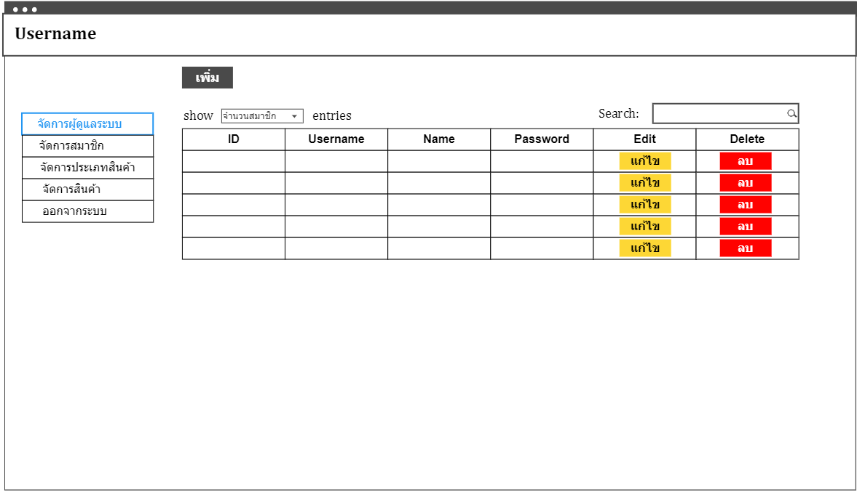 Username
เพิ่ม
show จำนวนสมาชิก entries Search:
จัดการผู้ดูแลระบบ
จัดการสมาชิก
จัดการประเภทสินค้า
จัดการสินค้า
ออกจากระบบ
ID Username Name Password Edit Delete
แก้ไข ลบ
แก้ไข ลบ
แก้ไข ลบ
แก้ไข ลบ
แก้ไข ลบ